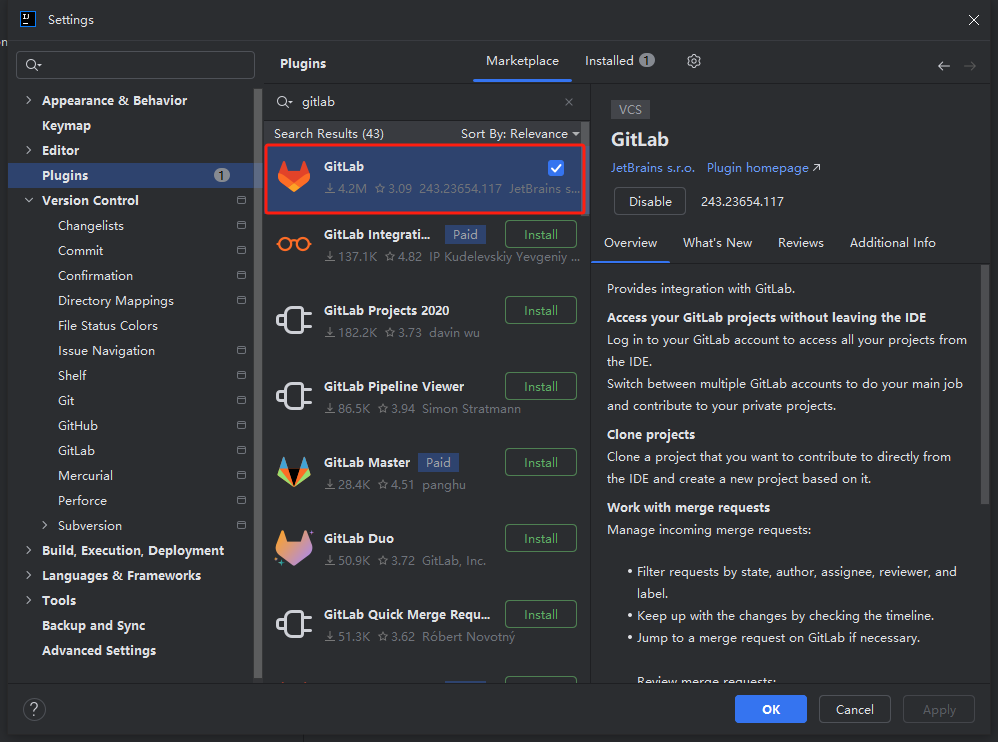 Settings
Appearance & Behavior
Keymap
Editor
Plugins 1
Version Control
Changelists
Commit
Confirmation
Directory Mappings
File Status Colors
Issue Navigation
Shelf
Git
GitHub
GitLab
Mercurial
Perforce
Subversion
Build, Execution, Deployment
Languages & Frameworks
Tools
Backup and Sync
Advanced Settings
Plugins
Marketplace
Installed 1
gitlab
Search Results (43) Sort By: Relevance
GitLab
4.2M 3.09 243.23654.117 JetBrains s...
GitLab Integrati... Paid Install
137.1K 4.82 IP Kudelevskiy Yevgeniy ...
GitLab Projects 2020 Install
182.2K 3.73 davin wu
GitLab Pipeline Viewer Install
86.5K 3.94 Simon Stratmann
GitLab Master Paid Install
28.4K 4.51 panghu
GitLab Duo Install
50.9K 3.72 GitLab, Inc.
GitLab Quick Merge Requ... Install
51.3K 3.62 Róbert Novotný
VCS
GitLab
JetBrains s.r.o. Plugin homepage ↗
Disable 243.23654.117
Overview What's New Reviews Additional Info
Provides integration with GitLab.
Access your GitLab projects without leaving the IDE
Log in to your GitLab account to access all your projects from
the IDE.
Switch between multiple GitLab accounts to do your main job
and contribute to your private projects.
Clone projects
Clone a project that you want to contribute to directly from
the IDE and create a new project based on it.
Work with merge requests
Manage incoming merge requests:
• Filter requests by state, author, assignee, reviewer, and
label.
• Keep up with the changes by checking the timeline.
• Jump to a merge request on GitLab if necessary.
Review merge requests:
?
OK Cancel Apply